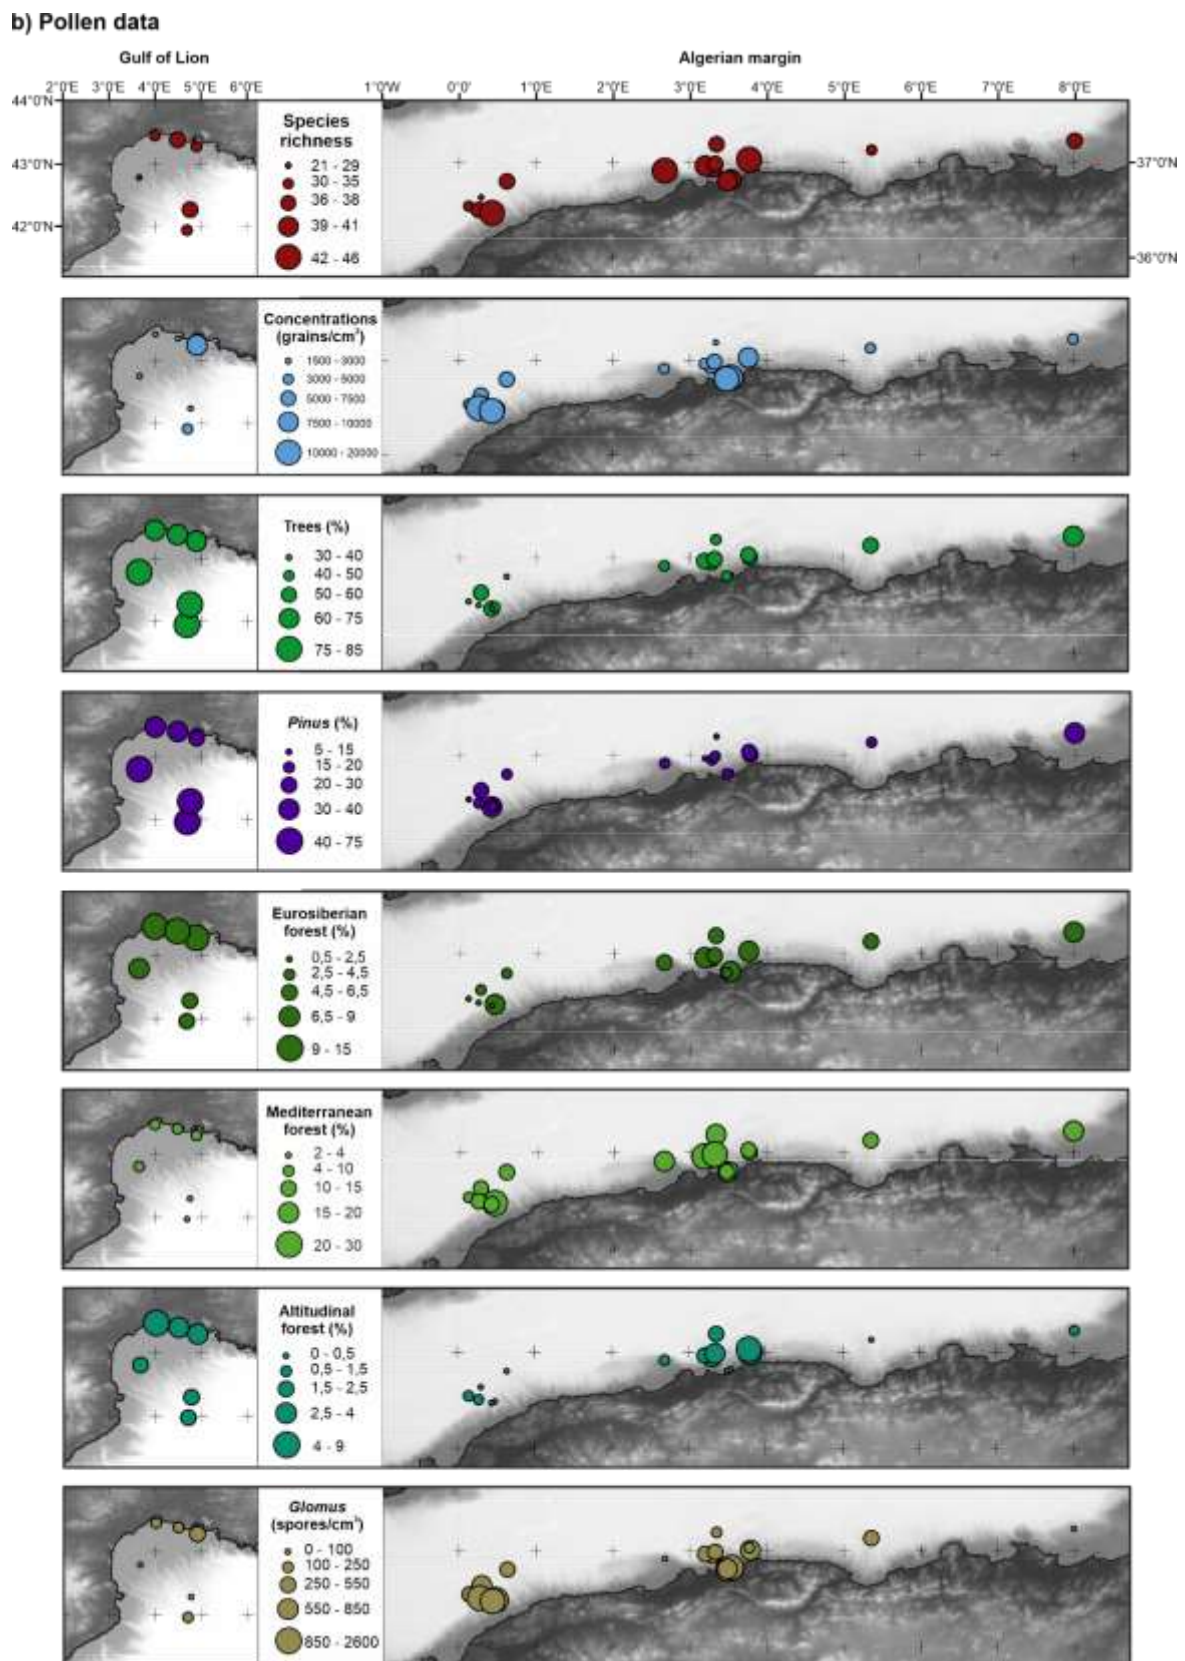 b) Pollen data
Gulf of Lion
Algerian margin
2°0'E 3°0'E 4°0'E 5°0'E 6°0'E 1°0'W 0°0' 1°0'E 2°0'E 3°0'E 4°0'E 5°0'E 6°0'E 7°0'E 8°0'E
44°0'N
43°0'N
42°0'N
37°0'N
36°0'N
Species
richness
21 - 29
30 - 35
36 - 38
39 - 41
42 - 46
Concentrations
(grains/cm³)
1500 - 3000
3000 - 5000
5000 - 7500
7500 - 10000
10000 - 20000
Trees (%)
30 - 40
40 - 50
50 - 60
60 - 75
75 - 85
Pinus (%)
5 - 15
15 - 20
20 - 30
30 - 40
40 - 75
Eurosiberian
forest (%)
0,5 - 2,5
2,5 - 4,5
4,5 - 6,5
6,5 - 9
9 - 15
Mediterranean
forest (%)
2 - 4
4 - 10
10 - 15
15 - 20
20 - 30
Altitudinal
forest (%)
0 - 0,5
0,5 - 1,5
1,5 - 2,5
2,5 - 4
4 - 9
Glomus
(spores/cm³)
0 - 100
100 - 250
250 - 550
550 - 850
850 - 2600